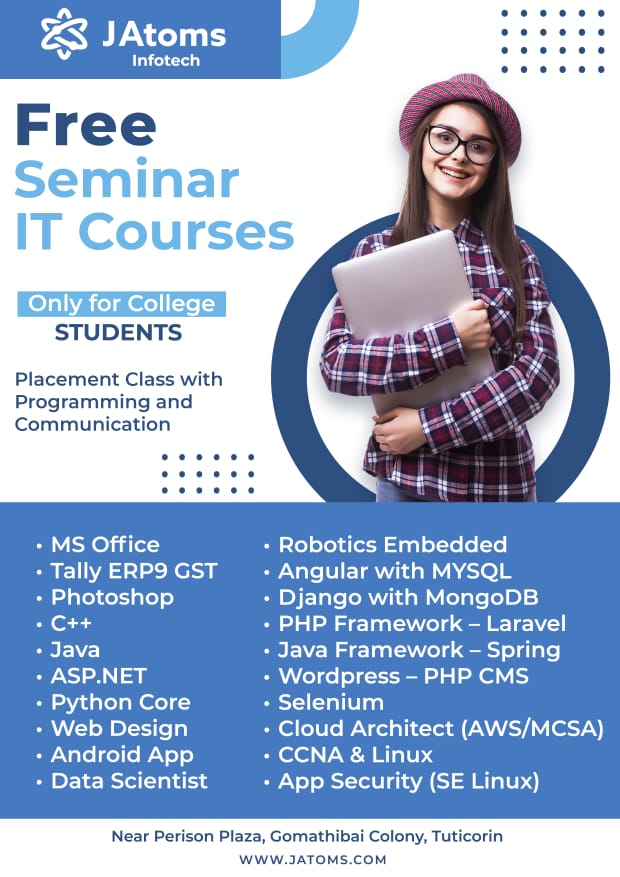 JAtoms
Infotech
Free
Seminar
IT Courses
Only for College
STUDENTS
Placement Class with
Programming and
Communication
• MS Office
• Tally ERP9 GST
• Photoshop
• C++
• Java
• ASP.NET
• Python Core
• Web Design
• Android App
• Data Scientist
• Robotics Embedded
• Angular with MYSQL
• Django with MongoDB
• PHP Framework – Laravel
• Java Framework – Spring
• Wordpress – PHP CMS
• Selenium
• Cloud Architect (AWS/MCSA)
• CCNA & Linux
• App Security (SE Linux)
Near Perison Plaza, Gomathibai Colony, Tuticorin
WWW.JATOMS.COM